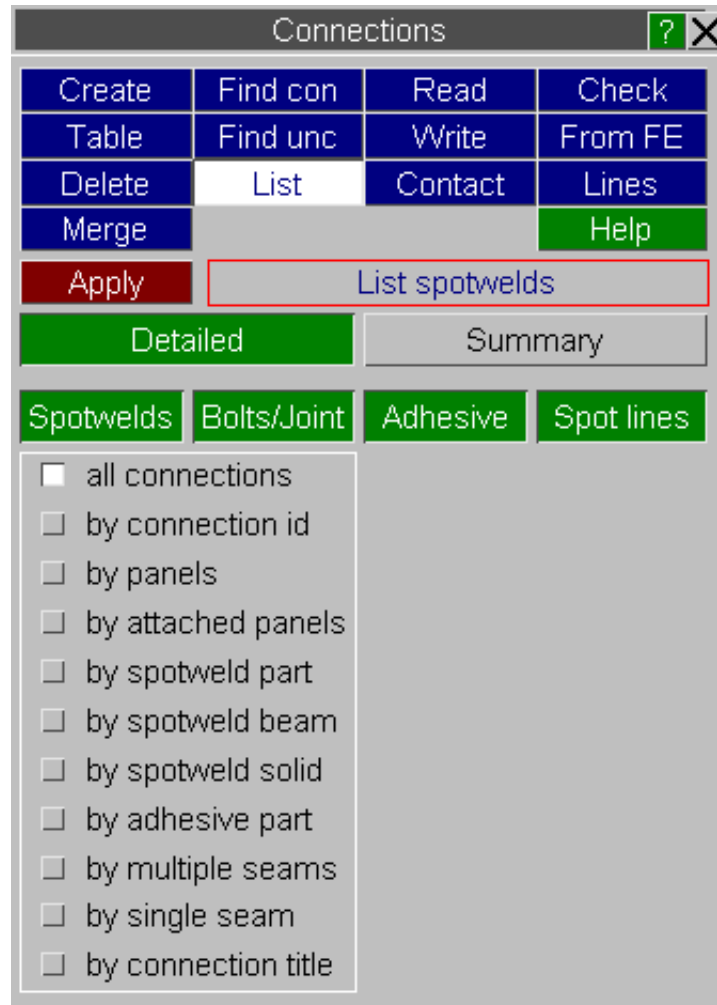 Connections ? X
Create Find con Read Check
Table Find unc Write From FE
Delete List Contact Lines
Merge Help
Apply List spotwelds
Detailed Summary
Spotwelds Bolts/Joint Adhesive Spot lines
all connections
by connection id
by panels
by attached panels
by spotweld part
by spotweld beam
by spotweld solid
by adhesive part
by multiple seams
by single seam
by connection title